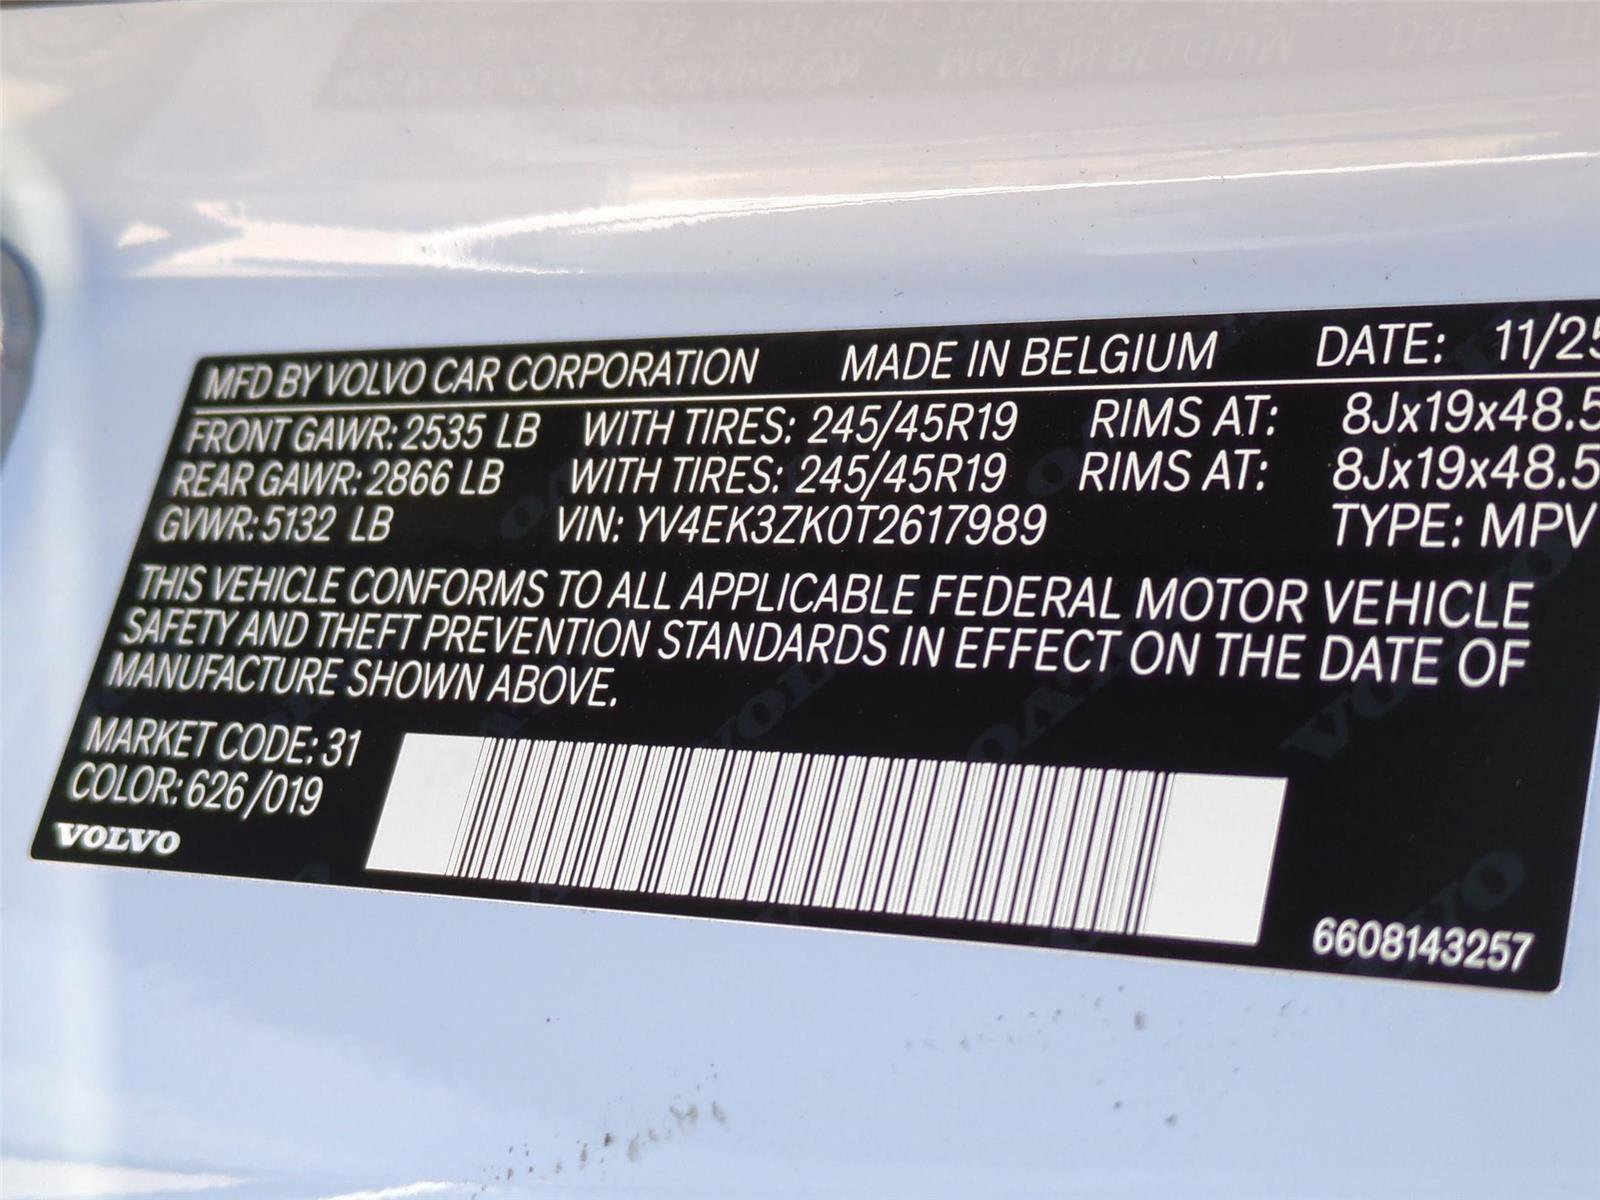 MFD BY VOLVO CAR CORPORATION MADE IN BELGIUM DATE: 11/25
FRONT GAWR: 2535 LB WITH TIRES: 245/45R19 RIMS AT: 8Jx19x48.5
REAR GAWR: 2866 LB WITH TIRES: 245/45R19 RIMS AT: 8Jx19x48.5
GVWR: 5132 LB VIN: YV4EK3ZK0T2617989 TYPE: MPV
THIS VEHICLE CONFORMS TO ALL APPLICABLE FEDERAL MOTOR VEHICLE
SAFETY AND THEFT PREVENTION STANDARDS IN EFFECT ON THE DATE OF
MANUFACTURE SHOWN ABOVE.
MARKET CODE: 31
COLOR: 626/019
VOLVO
6608143257